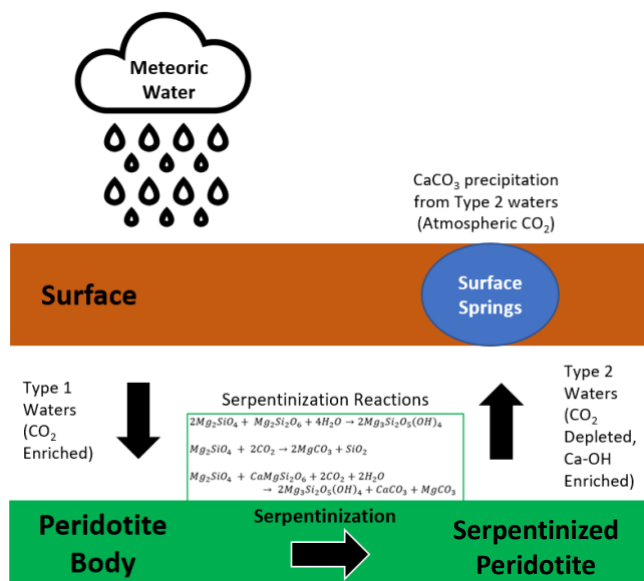 Meteoric
Water
CaCO₃ precipitation
from Type 2 waters
(Atmospheric CO₂)
Surface
Surface
Springs
Type 1
Waters
(CO₂
Enriched)
Serpentinization Reactions
2Mg₂SiO₄ + Mg₂Si₂O₆ + 4H₂O → 2Mg₃Si₂O₅(OH)₄
Mg₂SiO₄ + 2CO₂ → 2MgCO₃ + SiO₂
Mg₂SiO₄ + CaMgSi₂O₆ + 2CO₂ + 2H₂O
→ 2Mg₃Si₂O₅(OH)₄ + CaCO₃ + MgCO₃
Type 2
Waters
(CO₂
Depleted,
Ca-OH
Enriched)
Peridotite
Body
Serpentinization
Serpentinized
Peridotite